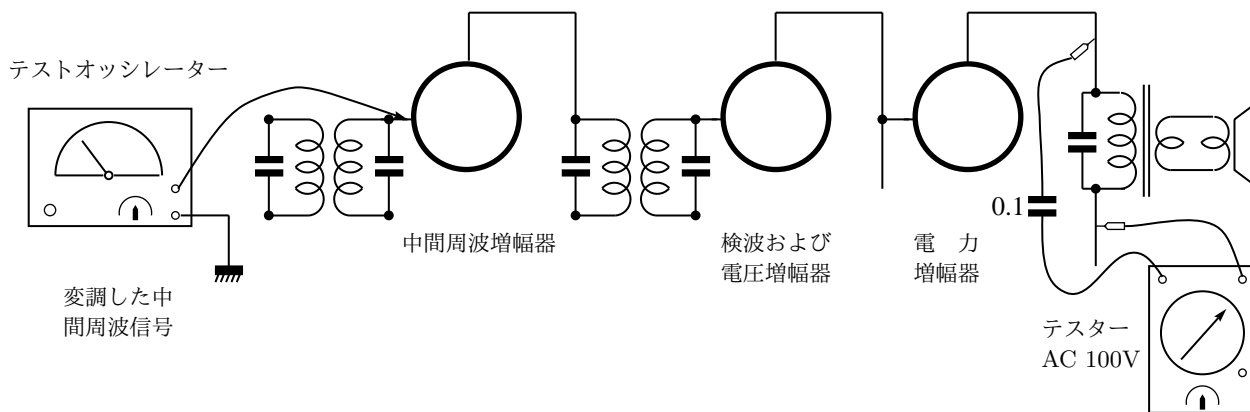 テストオッシレーター
変調した中
間周波信号
中間周波増幅器
検波および
電圧増幅器
電　力
増幅器
0.1
テスター
AC 100V